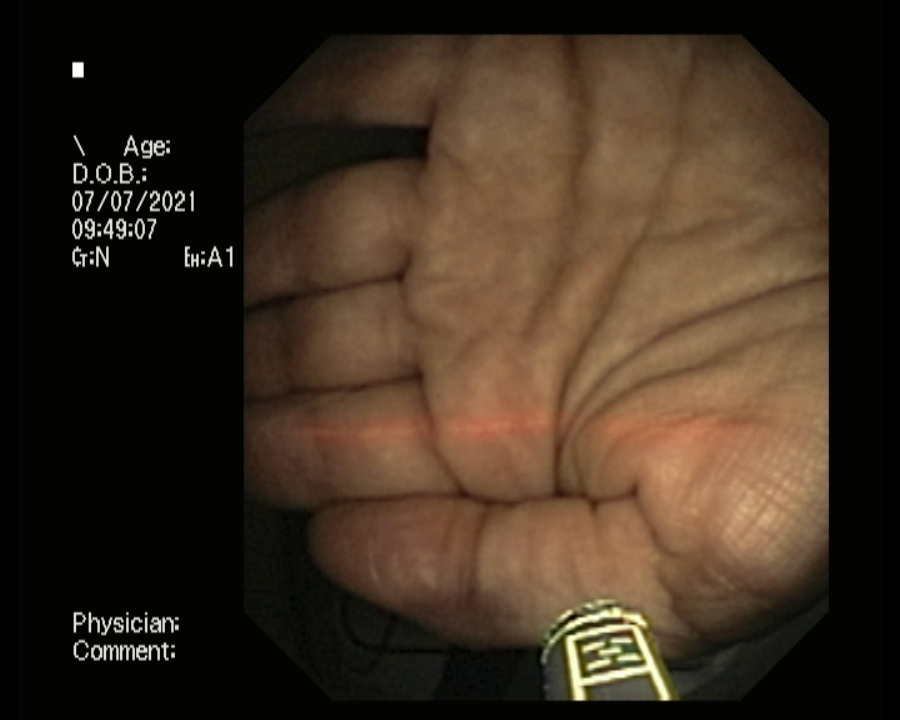 \ Age:
D.O.B.:
07/07/2021
09:49:07
Cr:N EH:A1
Physician:
Comment: